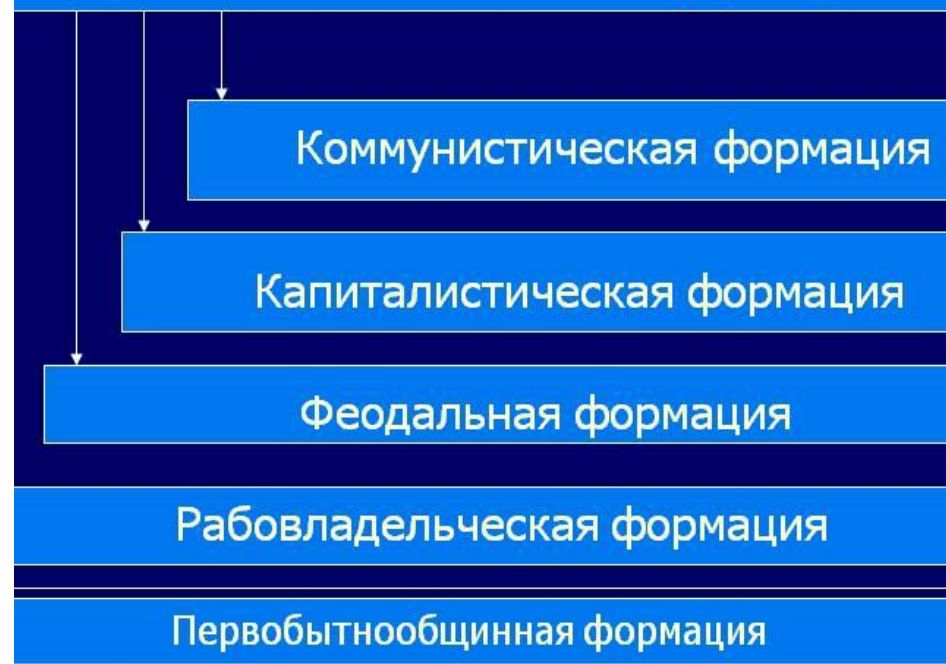 Коммунистическая формация
Капиталистическая формация
Феодальная формация
Рабовладельческая формация
Первобытнообщинная формация